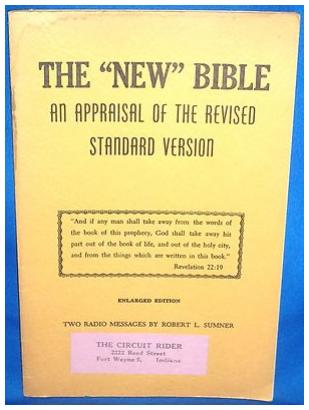 THE "NEW" BIBLE
AN APPRAISAL OF THE REVISED
STANDARD VERSION
"And if any man shall take away from the words of
the book of this prophecy, God shall take away his
part out of the book of life, and out of the holy city,
and from the things which are written in this book."
Revelation 22:19
ENLARGED EDITION
TWO RADIO MESSAGES BY ROBERT L. SUMNER
THE CIRCUIT RIDER
2222 Reed Street
Fort Wayne 5, Indiana